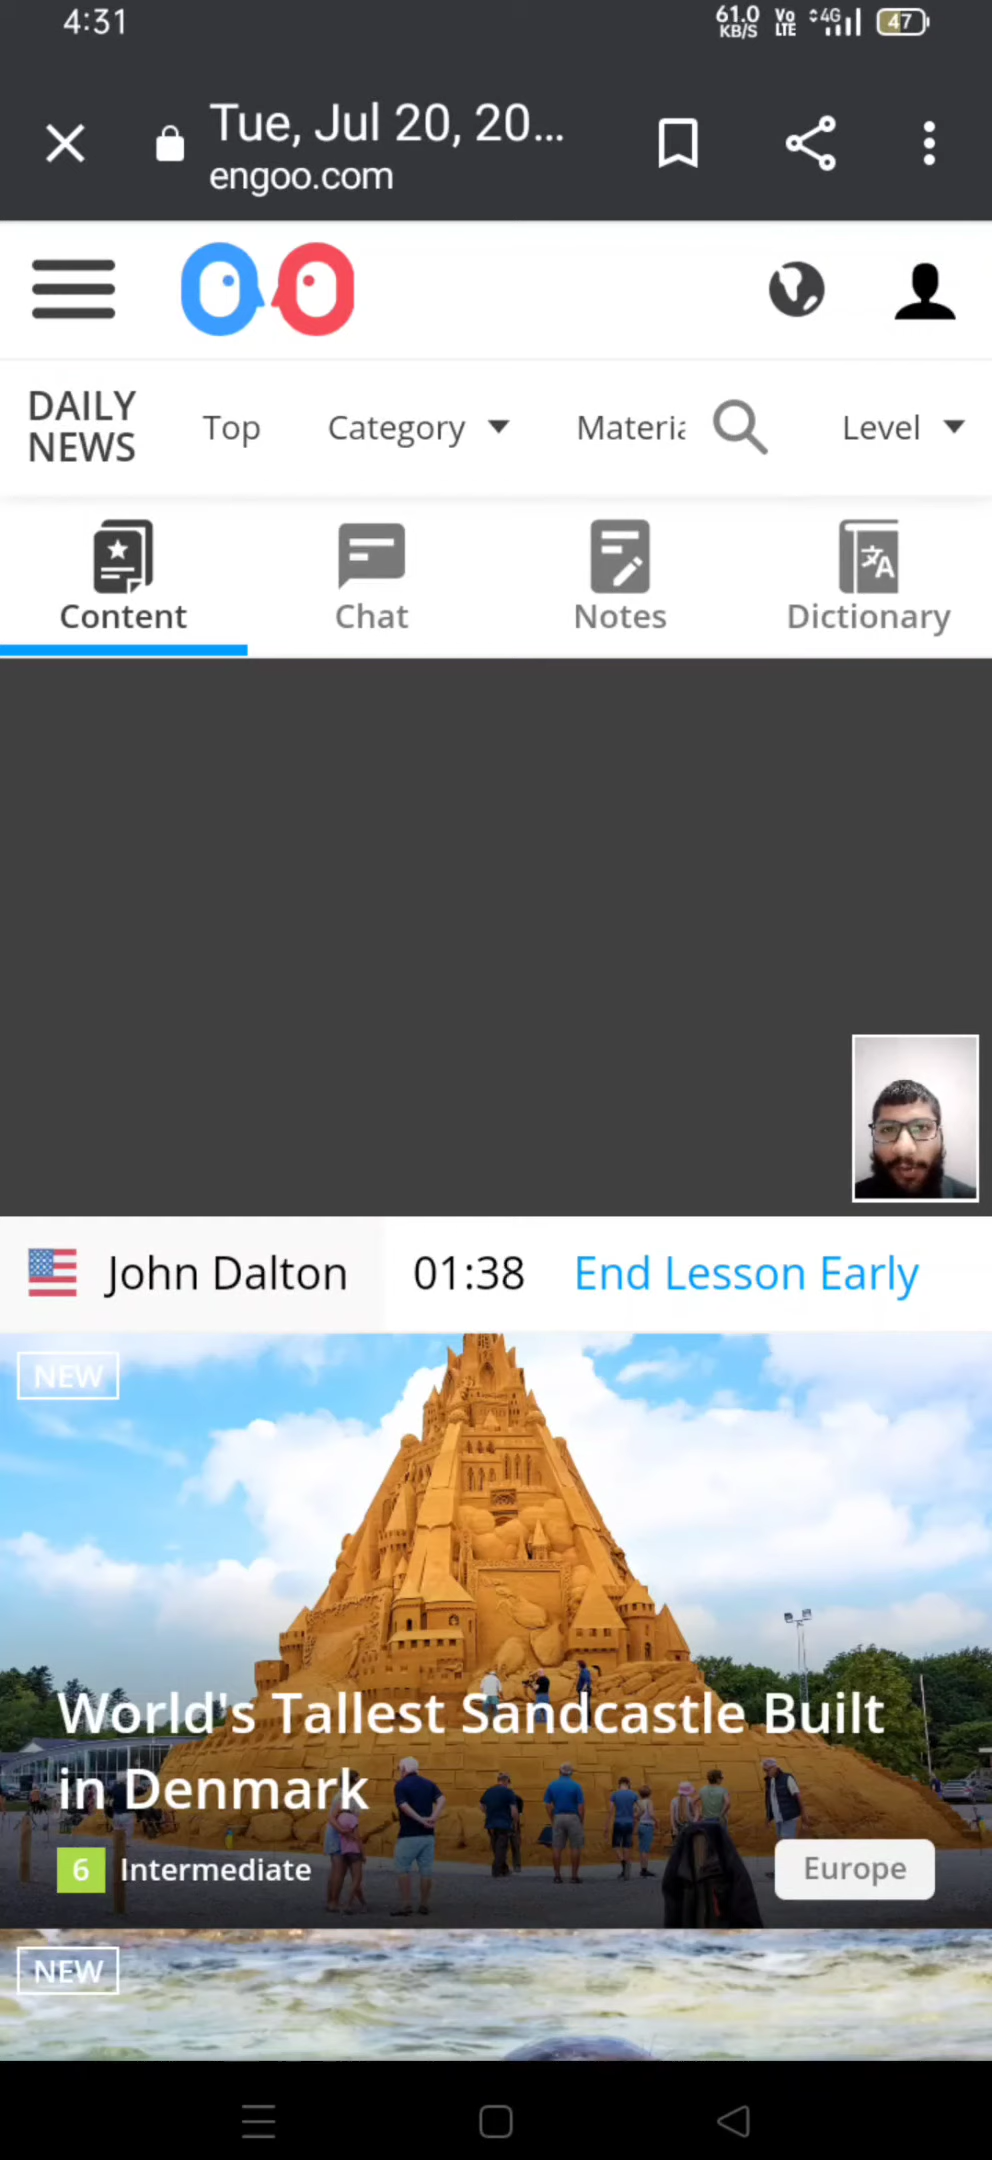 4:31
61.0
KB/S
Vo
LTE
4G
47
Tue, Jul 20, 20...
engoo.com
DAILY
NEWS
Top
Category
Materia
Level
Content
Chat
Notes
Dictionary
John Dalton
01:38
End Lesson Early
NEW
World's Tallest Sandcastle Built
in Denmark
6
Intermediate
Europe
NEW